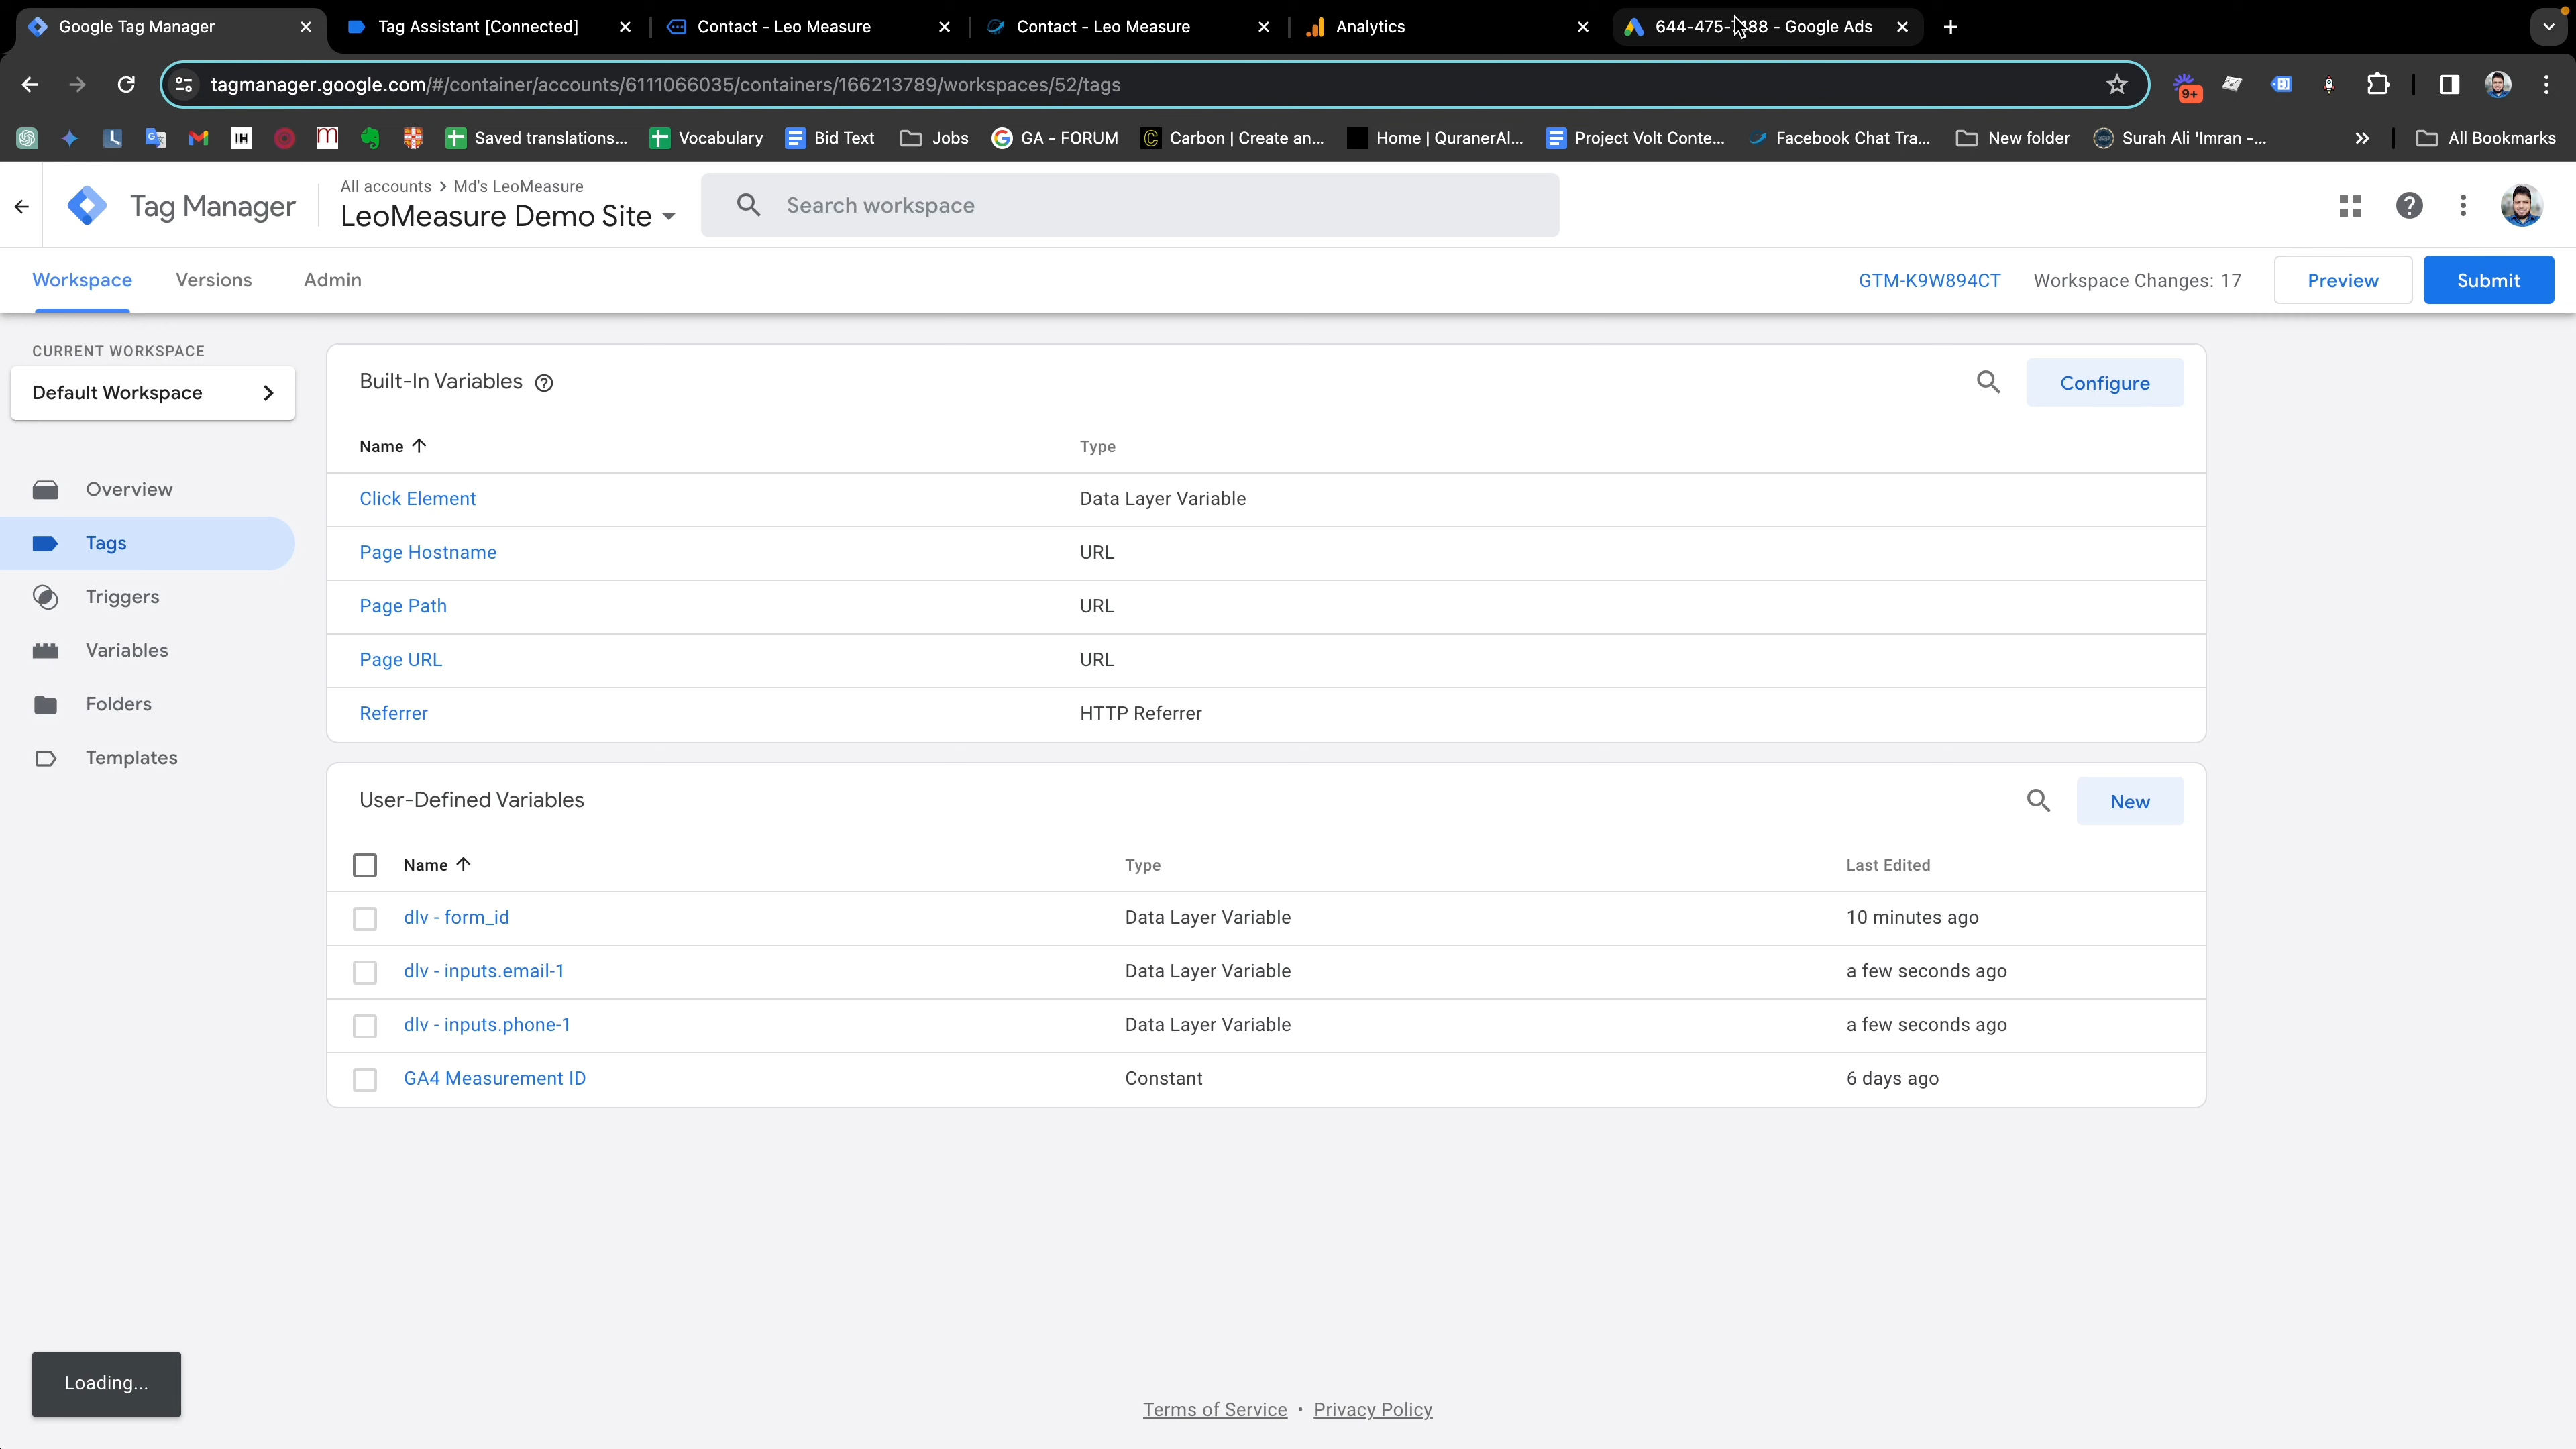 Google Tag Manager
Tag Assistant [Connected]
Contact - Leo Measure
Contact - Leo Measure
Analytics
- Google Ads
tagmanager.google.com/#/container/accounts/6111066035/containers/166213789/workspaces/52/tags
9+
IH
Saved translations...
Vocabulary
Bid Text
Jobs
GA - FORUM
Carbon | Create an...
Home | QuranerAl...
Project Volt Conte...
Facebook Chat Tra...
New folder
Surah Ali 'Imran -...
All Bookmarks
Tag Manager
All accounts > Md's LeoMeasure
LeoMeasure Demo Site
Search workspace
Workspace
Versions
Admin
GTM-K9W894CT
Workspace Changes: 17
Preview
Submit
CURRENT WORKSPACE
Default Workspace
Overview
Tags
Triggers
Variables
Folders
Templates
Built-In Variables
Configure
Name
Type
Click Element
Data Layer Variable
Page Hostname
URL
Page Path
URL
Page URL
URL
Referrer
HTTP Referrer
User-Defined Variables
New
Name
Type
Last Edited
dlv - form_id
Data Layer Variable
10 minutes ago
dlv - inputs.email-1
Data Layer Variable
a few seconds ago
dlv - inputs.phone-1
Data Layer Variable
a few seconds ago
GA4 Measurement ID
Constant
6 days ago
Loading...
Terms of Service • Privacy Policy